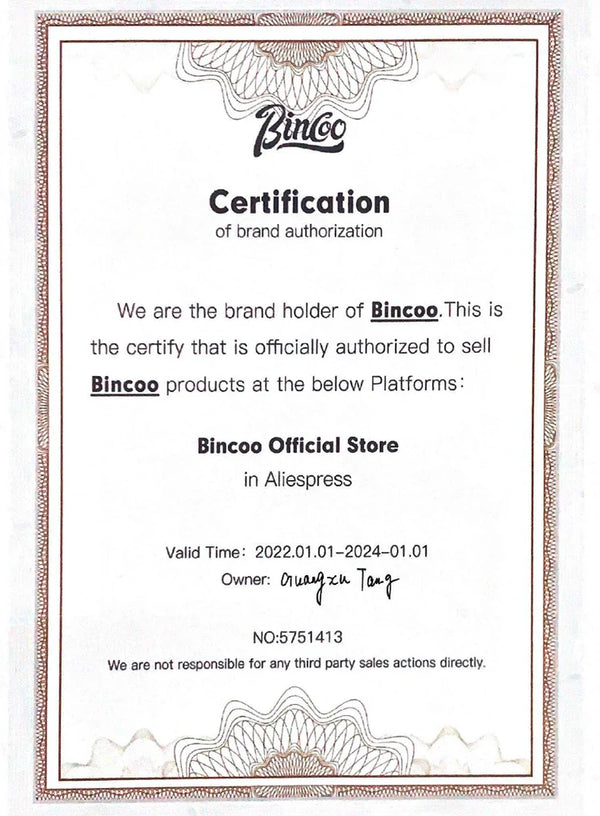 Bincoo
Certification
of brand authorization
We are the brand holder of Bincoo.This is
the certify that is officially authorized to sell
Bincoo products at the below Platforms:
Bincoo Official Store
in Aliespress
Valid Time: 2022.01.01-2024-01.01
Owner: Guangxu Tang
NO:5751413
We are not responsible for any third party sales actions directly.